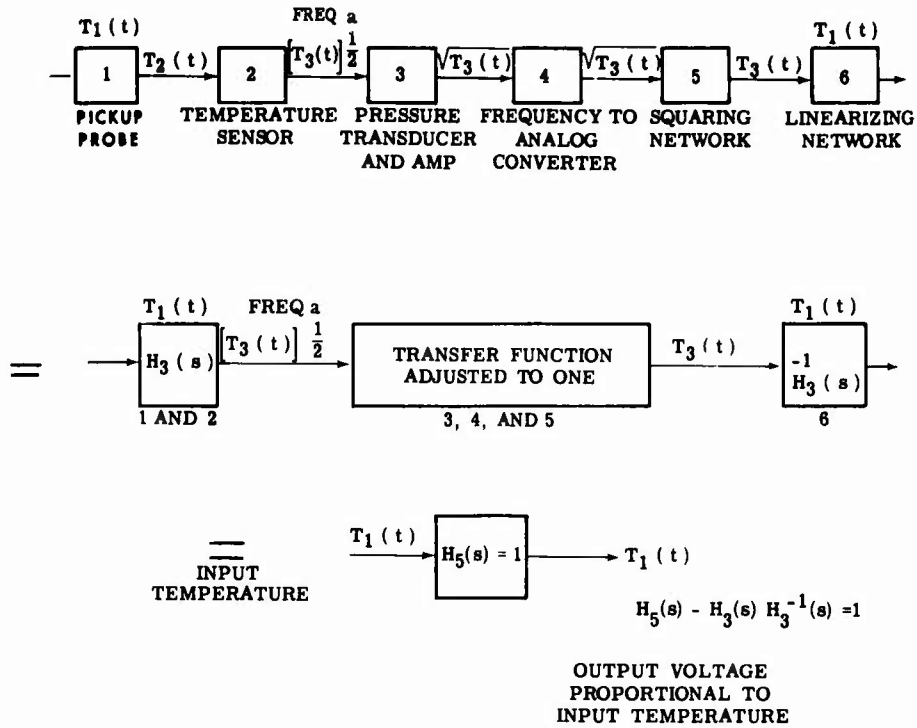 FREQ a
T₁(t) T₁(t)
1 T₂(t) 2 [T₃(t)]^½ 3 √T₃(t) 4 √T₃(t) 5 T₃(t) 6
PICKUP PROBE
TEMPERATURE SENSOR
PRESSURE TRANSDUCER AND AMP
FREQUENCY TO ANALOG CONVERTER
SQUARING NETWORK
LINEARIZING NETWORK
T₁(t) FREQ a T₁(t)
= H₃(s) [T₃(t)]^½ TRANSFER FUNCTION ADJUSTED TO ONE T₃(t) H₃⁻¹(s)
1 AND 2 3, 4, AND 5 6
= T₁(t) H₅(s) = 1 T₁(t)
INPUT TEMPERATURE
H₅(s) - H₃(s) H₃⁻¹(s) =1
OUTPUT VOLTAGE
PROPORTIONAL TO
INPUT TEMPERATURE